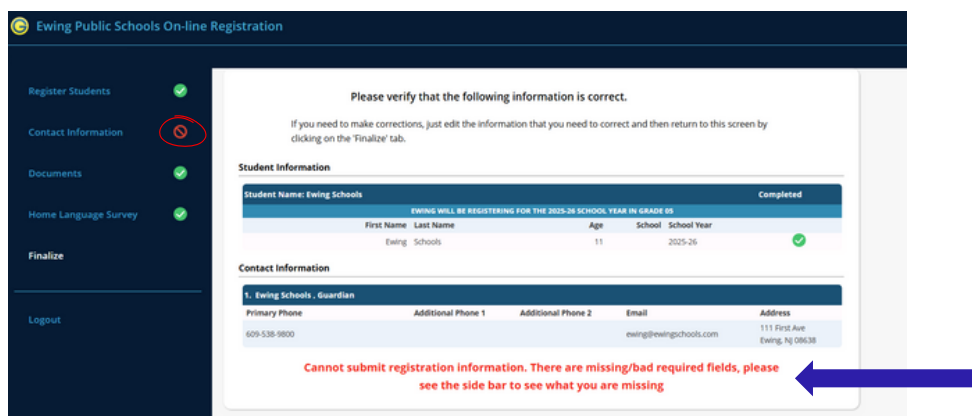 Ewing Public Schools On-line Registration
Register Students
Contact Information
Documents
Home Language Survey
Finalize
Logout
Please verify that the following information is correct.
If you need to make corrections, just edit the information that you need to correct and then return to this screen by
clicking on the 'Finalize' tab.
Student Information
Student Name: Ewing Schools Completed
EWING WILL BE REGISTERING FOR THE 2025-26 SCHOOL YEAR IN GRADE 05
First Name Last Name Age School School Year
Ewing Schools 11 2025-26
Contact Information
1. Ewing Schools , Guardian
Primary Phone Additional Phone 1 Additional Phone 2 Email Address
609-538-9800 ewing@ewingschools.com 111 First Ave
Ewing, NJ 08638
Cannot submit registration information. There are missing/bad required fields, please
see the side bar to see what you are missing